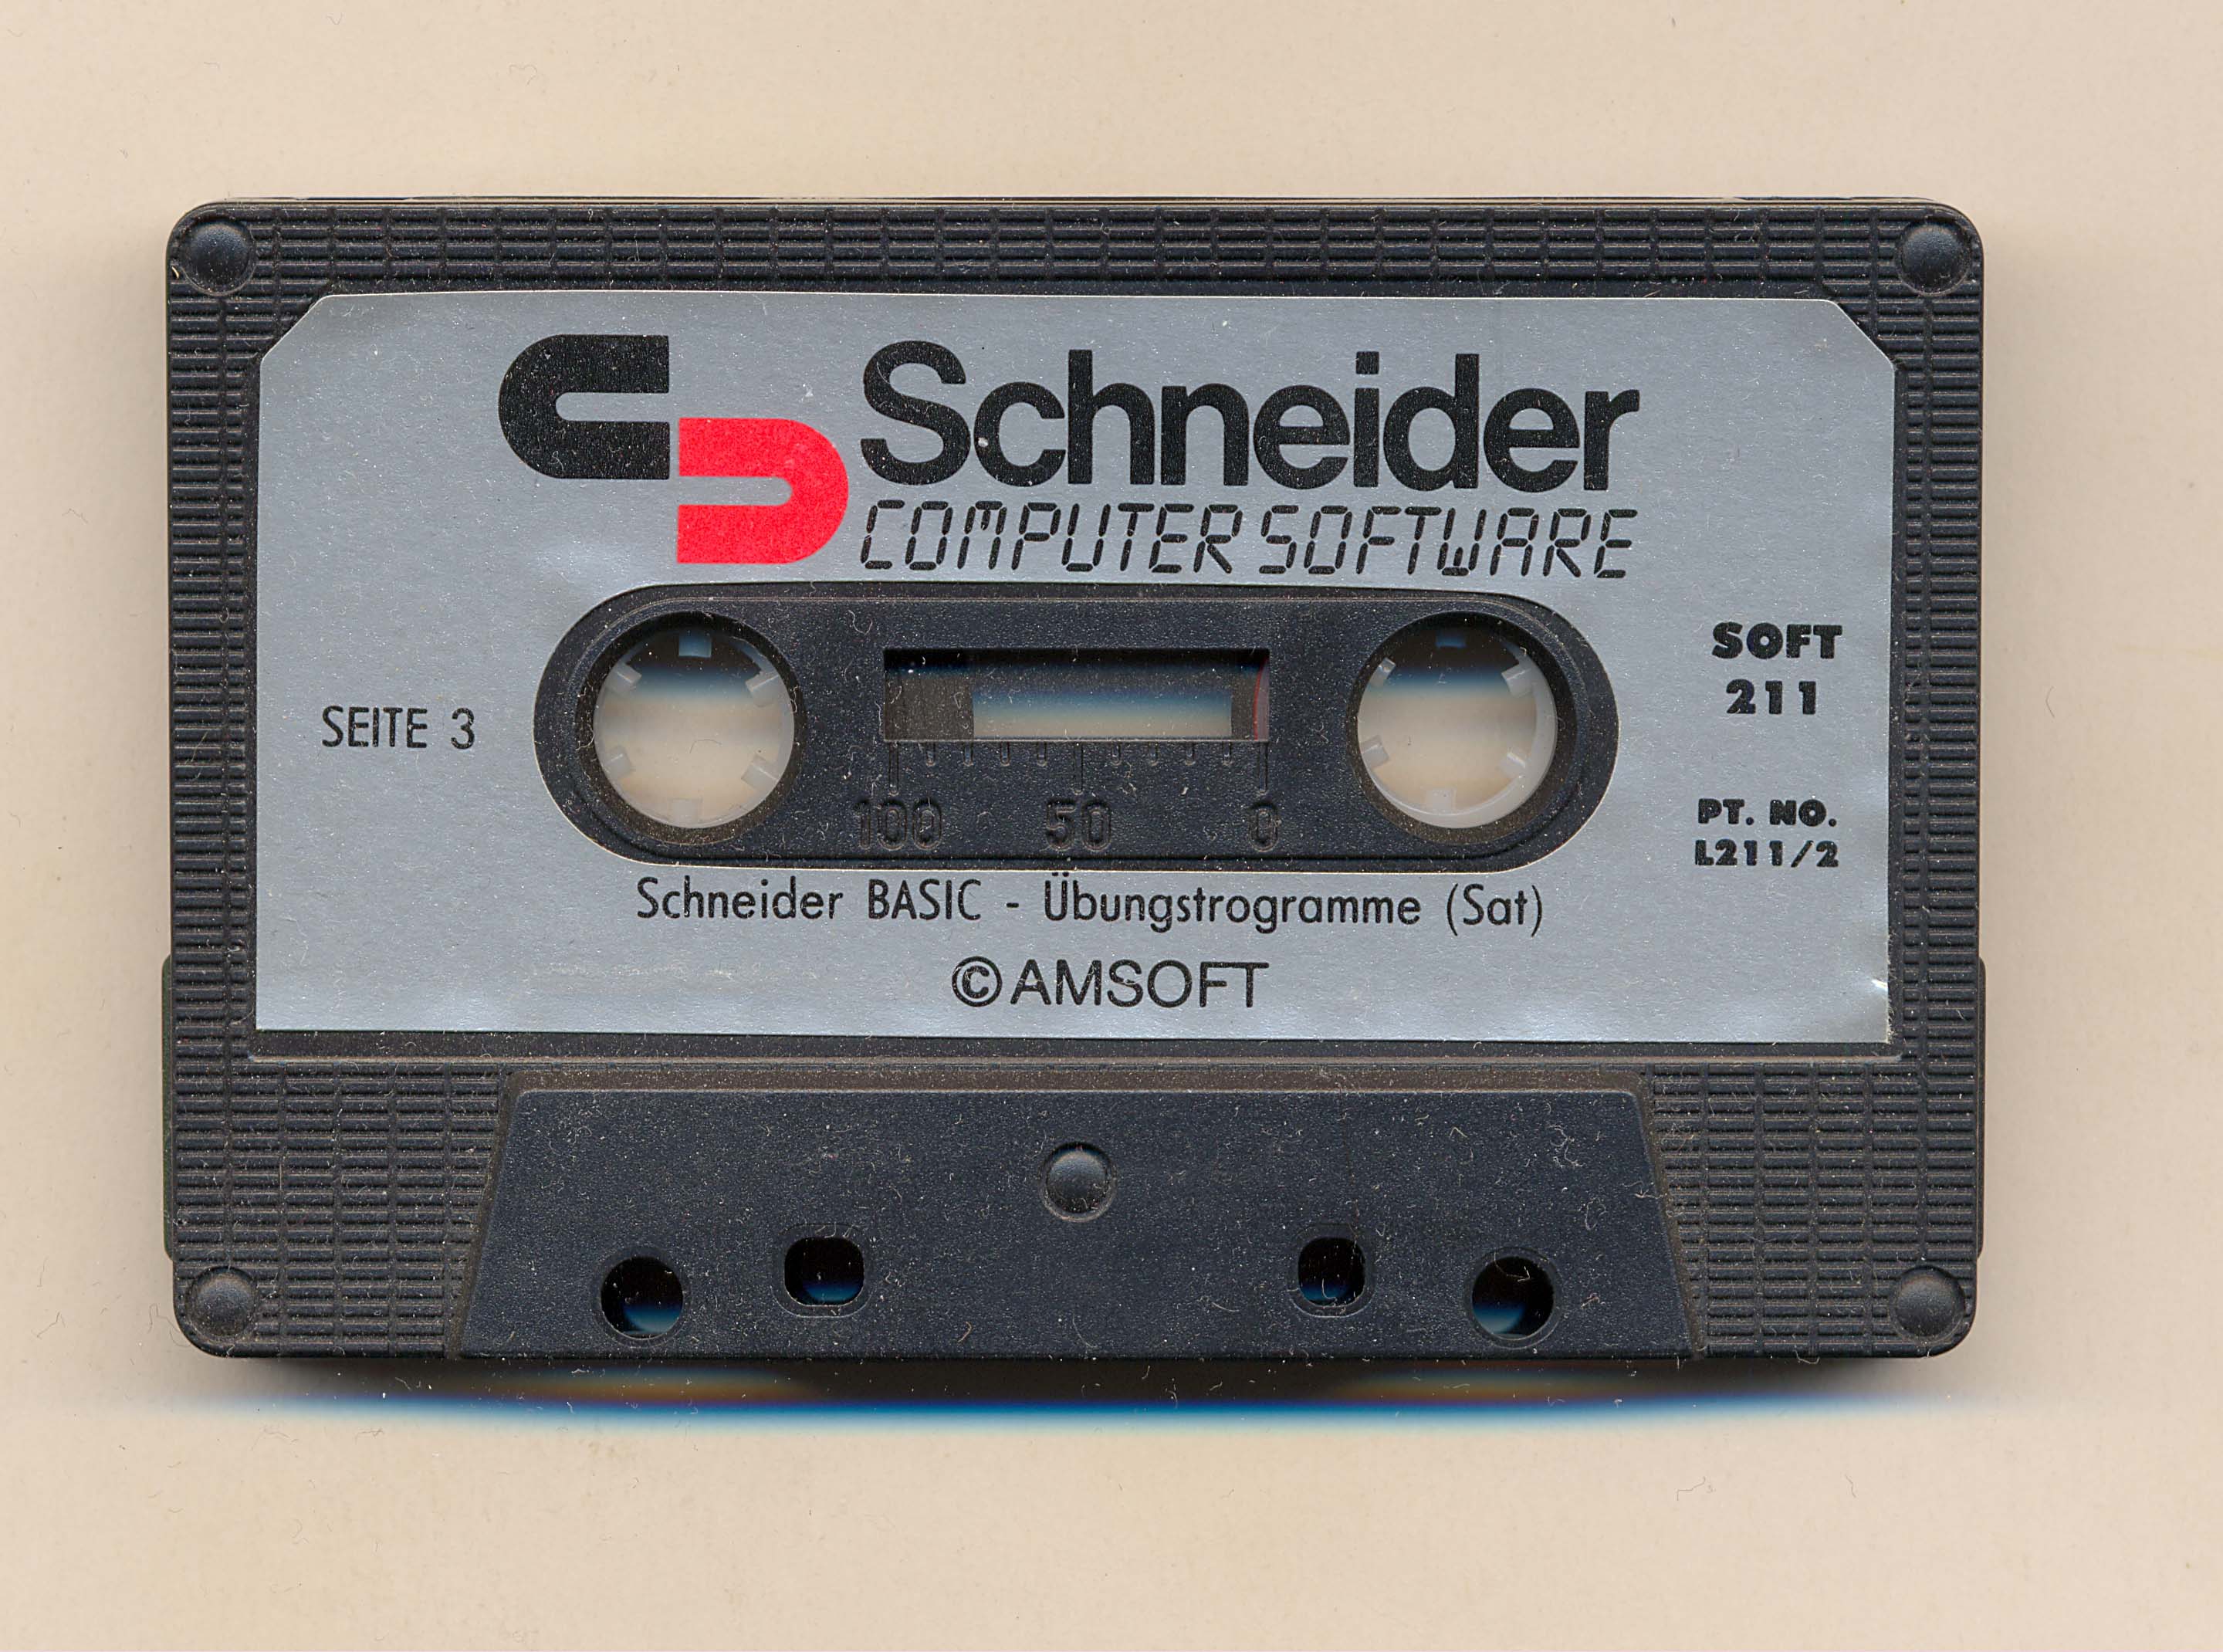 Schneider
COMPUTER SOFTWARE
SOFT
211
SEITE 3
PT. NO.
L211/2
100 50 0
Schneider BASIC - Übungstrogramme (Sat)
©AMSOFT